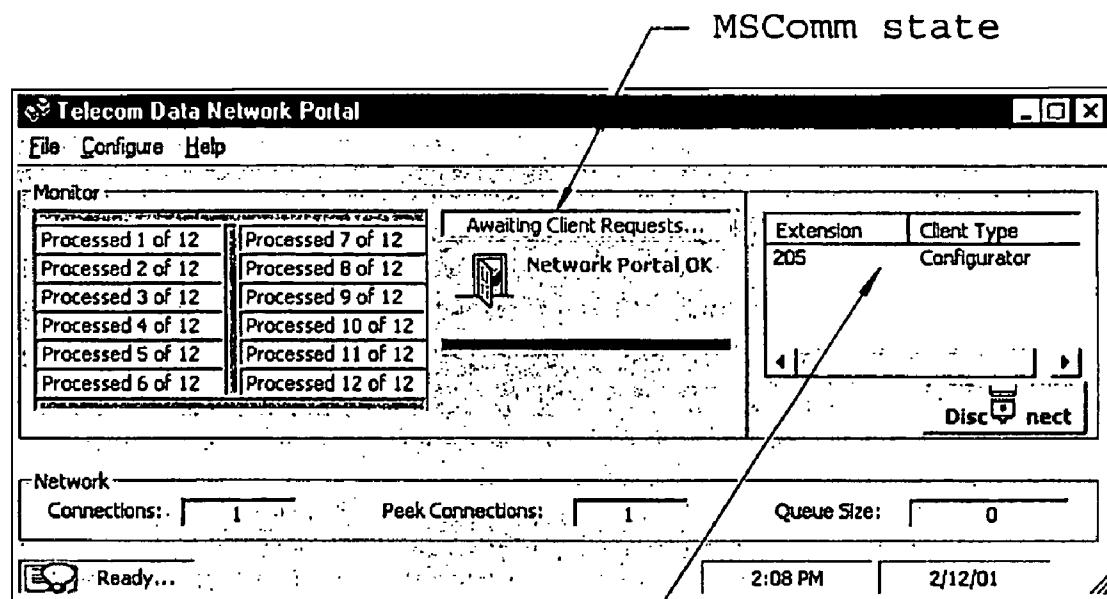 MSComm state
Telecom Data Network Portal
File Configure Help
Monitor
Processed 1 of 12
Processed 2 of 12
Processed 3 of 12
Processed 4 of 12
Processed 5 of 12
Processed 6 of 12
Processed 7 of 12
Processed 8 of 12
Processed 9 of 12
Processed 10 of 12
Processed 11 of 12
Processed 12 of 12
Awaiting Client Requests...
Network Portal OK
Extension Client Type
205 Configurator
Disc nect
Network
Connections: 1 Peek Connections: 1 Queue Size: 0
Ready... 2:08 PM 2/12/01